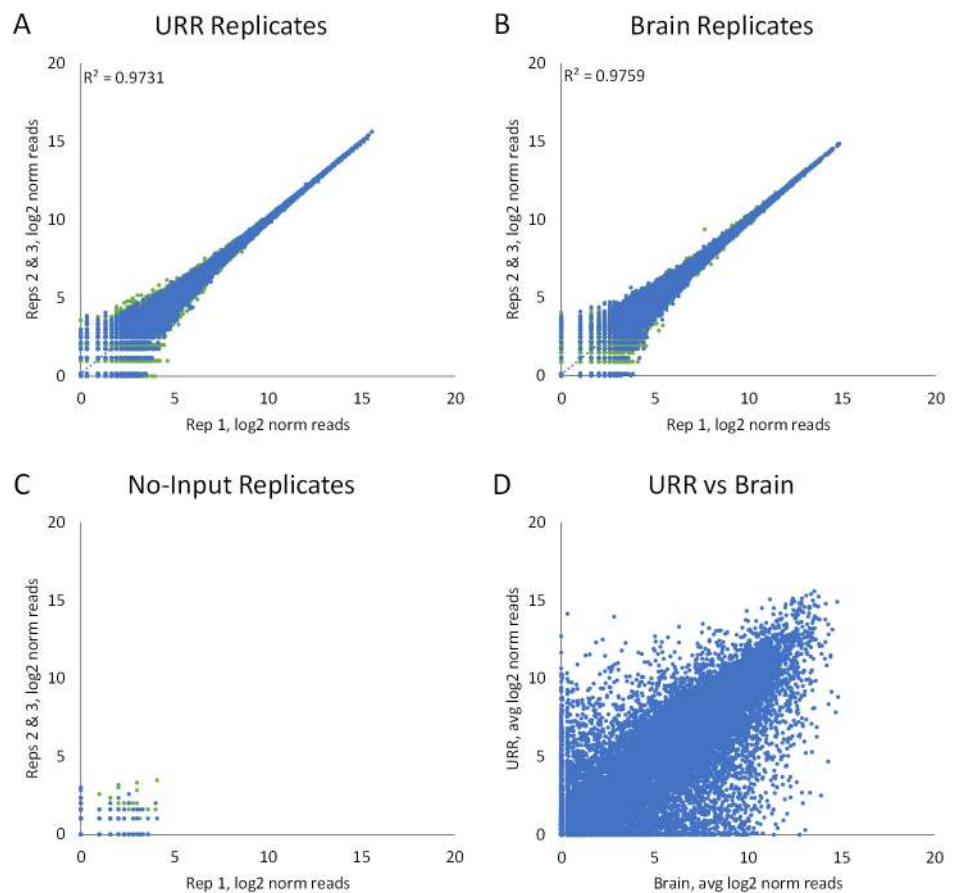 A URR Replicates
20
R² = 0.9731
15
10
5
0
Reps 2 & 3, log2 norm reads
0 5 10 15 20
Rep 1, log2 norm reads
B Brain Replicates
20
R² = 0.9759
15
10
5
0
Reps 2 & 3, log2 norm reads
0 5 10 15 20
Rep 1, log2 norm reads
C No-Input Replicates
20
15
10
5
0
Reps 2 & 3, log2 norm reads
0 5 10 15 20
Rep 1, log2 norm reads
D URR vs Brain
20
15
10
5
0
URR, avg log2 norm reads
0 5 10 15 20
Brain, avg log2 norm reads